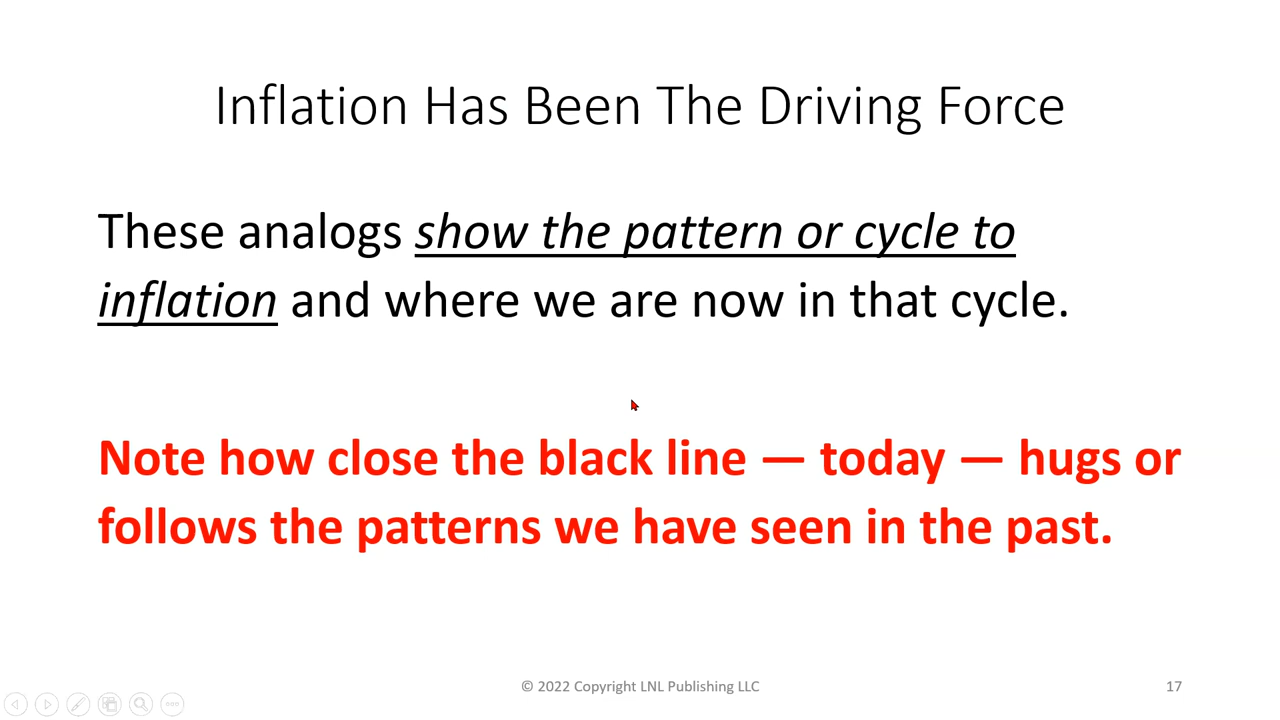 Inflation Has Been The Driving Force
These analogs show the pattern or cycle to
inflation and where we are now in that cycle.
Note how close the black line — today — hugs or
follows the patterns we have seen in the past.
© 2022 Copyright LNL Publishing LLC
17